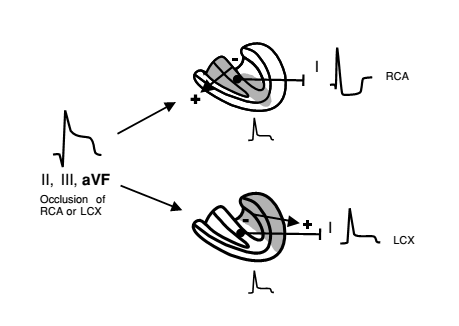 -
I
RCA
+
II, III, aVF
Occlusion of
RCA or LCX
-
+
I
LCX